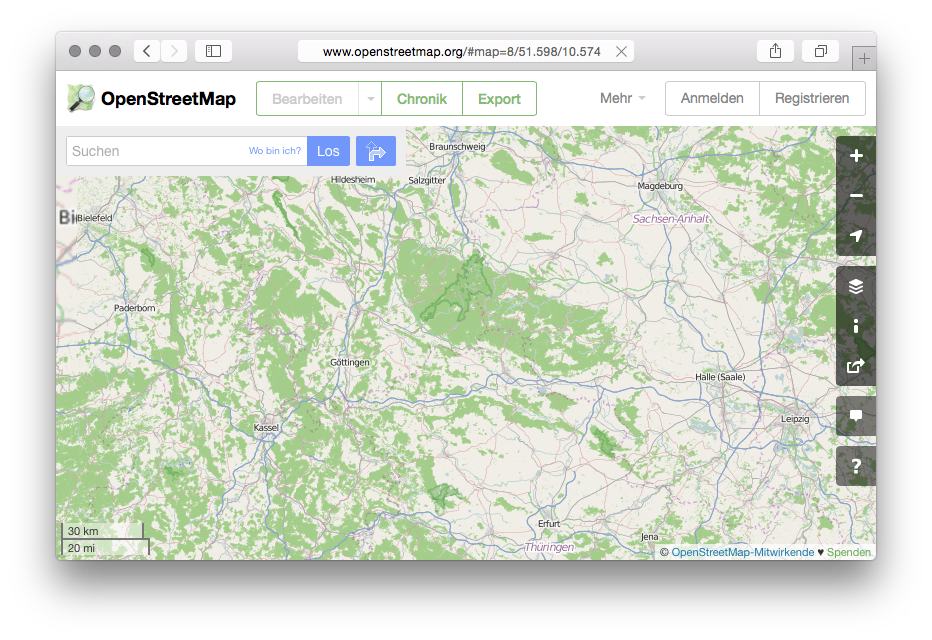 www.openstreetmap.org/#map=8/51.598/10.574
OpenStreetMap
Bearbeiten
Chronik
Export
Mehr
Anmelden
Registrieren
Suchen
Wo bin ich?
Los
Braunschweig
Hildesheim
Salzgitter
Magdeburg
Sachsen-Anhalt
Bi
Bielefeld
Paderborn
Göttingen
Halle (Saale)
Leipzig
Kassel
Erfurt
Jena
Thüringen
30 km
20 mi
© OpenStreetMap-Mitwirkende ♥ Spenden
?